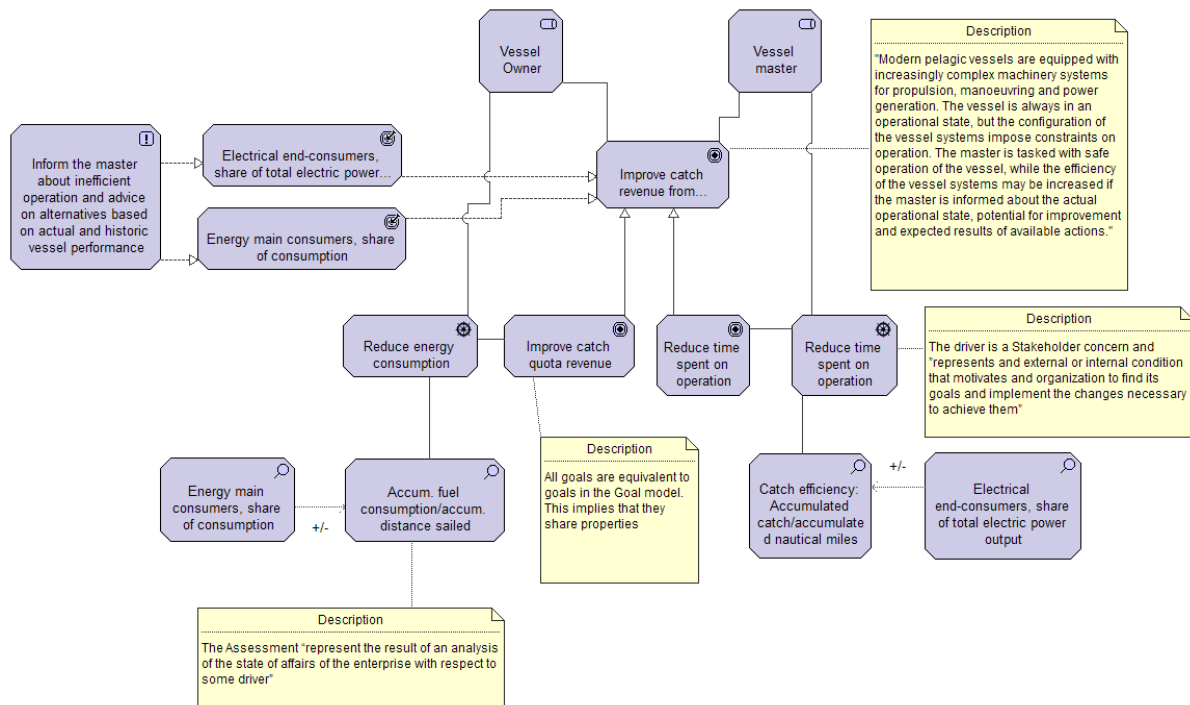 Vessel
Owner
Vessel
master
Description
"Modern pelagic vessels are equipped with
increasingly complex machinery systems
for propulsion, manoeuvring and power
generation. The vessel is always in an
operational state, but the configuration of
the vessel systems impose constraints on
operation. The master is tasked with safe
operation of the vessel, while the efficiency
of the vessel systems may be increased if
the master is informed about the actual
operational state, potential for improvement
and expected results of available actions."
Inform the master
about inefficient
operation and advice
on alternatives based
on actual and historic
vessel performance
Electrical end-consumers,
share of total electric power...
Improve catch
revenue from...
Energy main consumers, share
of consumption
Reduce energy
consumption
Improve catch
quota revenue
Reduce time
spent on
operation
Reduce time
spent on
operation
Description
The driver is a Stakeholder concern and
"represents and external or internal condition
that motivates and organization to find its
goals and implement the changes necessary
to achieve them”
Energy main
consumers, share
of consumption
+/-
Accum. fuel
consumption/accum.
distance sailed
Description
All goals are equivalent to
goals in the Goal model.
This implies that they
share properties
Catch efficiency:
Accumulated
catch/accumulate
d nautical miles
+/-
Electrical
end-consumers, share
of total electric power
output
Description
The Assessment “represent the result of an analysis
of the state of affairs of the enterprise with respect to
some driver”